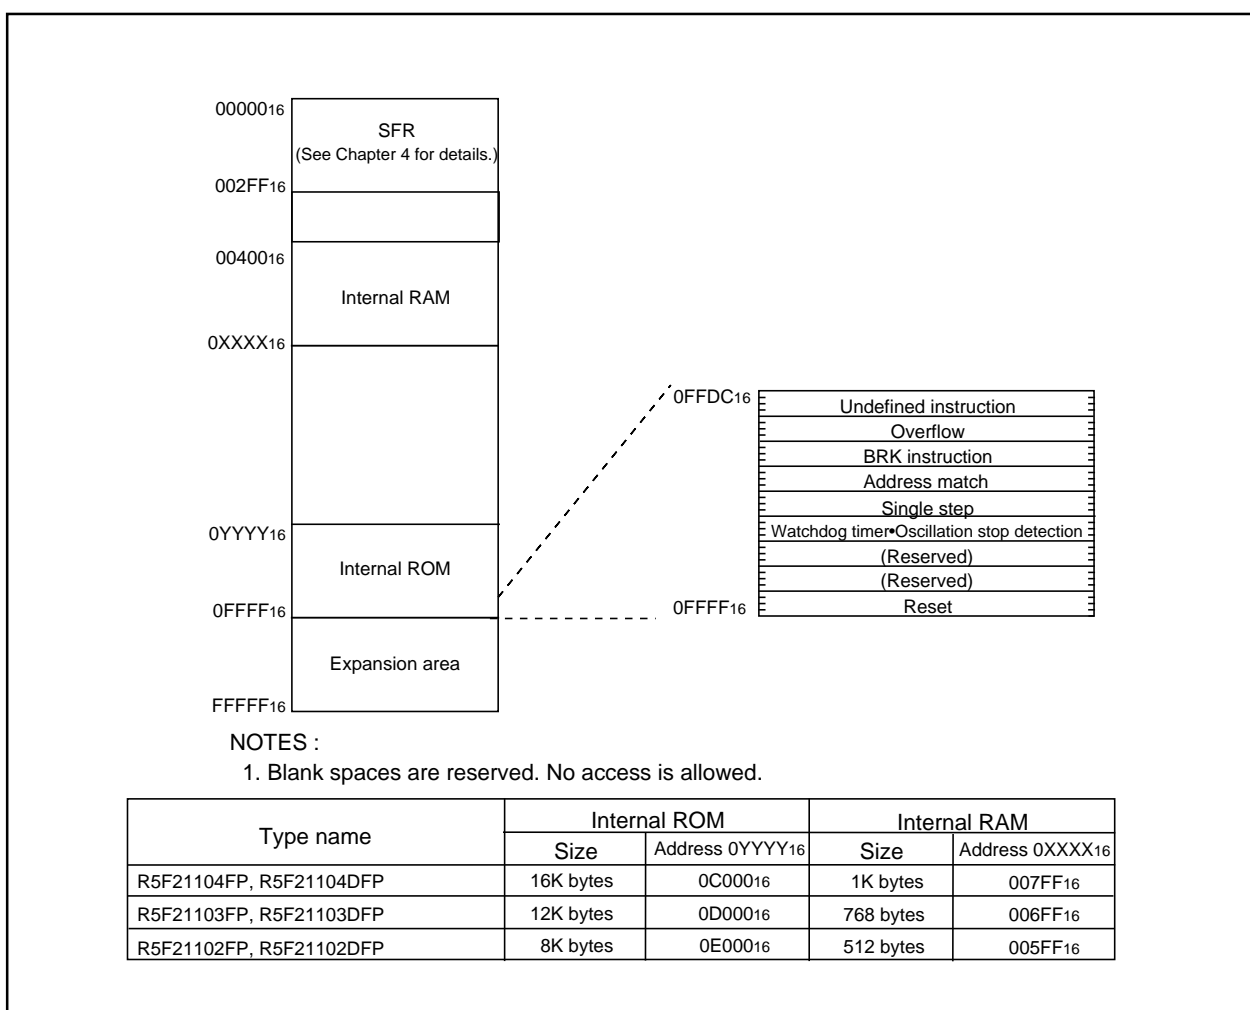 0000016
SFR
(See Chapter 4 for details.)
002FF16
0040016
Internal RAM
0XXXX16
0YYYY16
Internal ROM
0FFFF16
Expansion area
FFFFF16
0FFDC16
Undefined instruction
Overflow
BRK instruction
Address match
Single step
Watchdog timer•Oscillation stop detection
(Reserved)
(Reserved)
0FFFF16
Reset
NOTES :
1. Blank spaces are reserved. No access is allowed.
Type name Internal ROM Internal RAM
Size Address 0YYYY16 Size Address 0XXXX16
R5F21104FP, R5F21104DFP 16K bytes 0C00016 1K bytes 007FF16
R5F21103FP, R5F21103DFP 12K bytes 0D00016 768 bytes 006FF16
R5F21102FP, R5F21102DFP 8K bytes 0E00016 512 bytes 005FF16